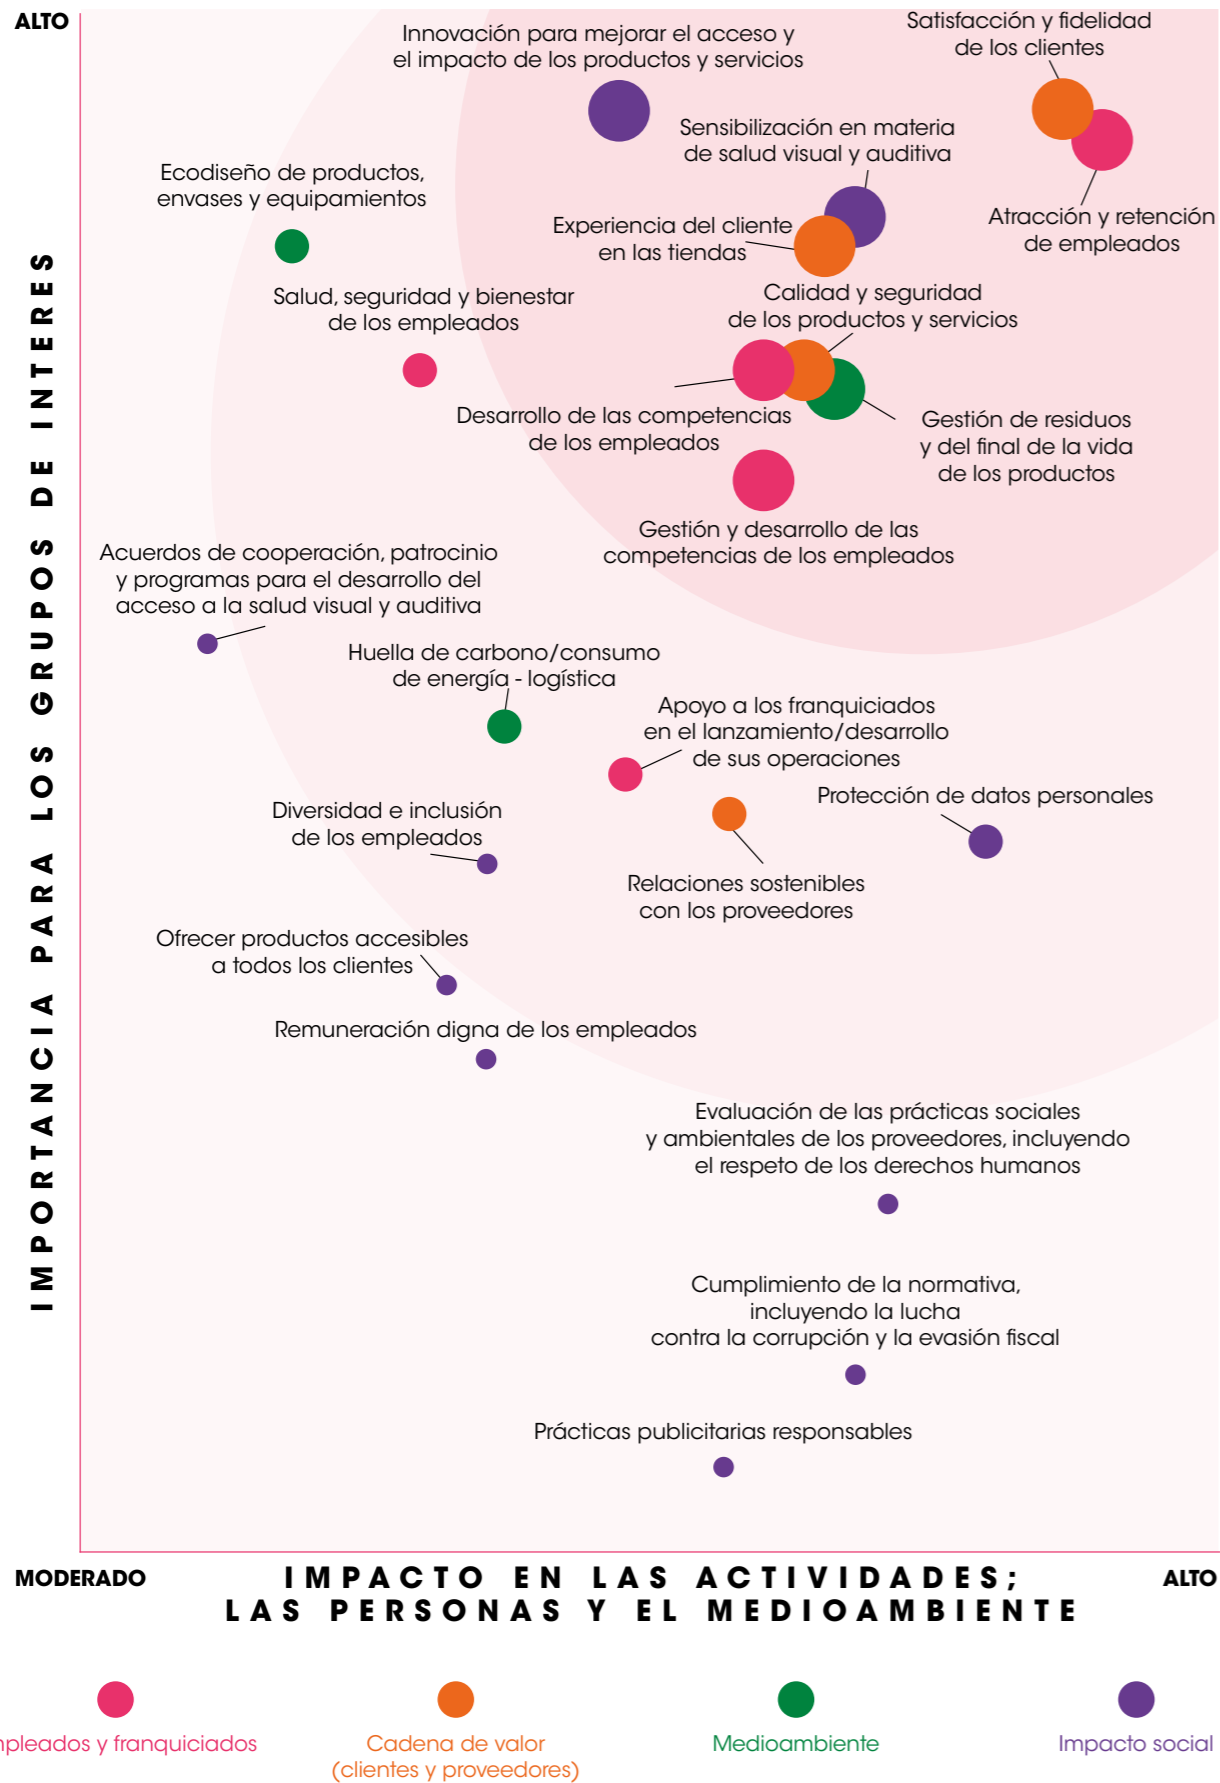 ALTO
Innovación para mejorar el acceso y
el impacto de los productos y servicios
Satisfacción y fidelidad
de los clientes
Sensibilización en materia
de salud visual y auditiva
Ecodiseño de productos,
envases y equipamientos
Experiencia del cliente
en las tiendas
Atracción y retención
de empleados
Salud, seguridad y bienestar
de los empleados
Calidad y seguridad
de los productos y servicios
Desarrollo de las competencias
de los empleados
Gestión de residuos
y del final de la vida
de los productos
Gestión y desarrollo de las
competencias de los empleados
Acuerdos de cooperación, patrocinio
y programas para el desarrollo del
acceso a la salud visual y auditiva
Huella de carbono/consumo
de energía - logística
Apoyo a los franquiciados
en el lanzamiento/desarrollo
de sus operaciones
Protección de datos personales
Diversidad e inclusión
de los empleados
Relaciones sostenibles
con los proveedores
Ofrecer productos accesibles
a todos los clientes
Remuneración digna de los empleados
Evaluación de las prácticas sociales
y ambientales de los proveedores, incluyendo
el respeto de los derechos humanos
Cumplimiento de la normativa,
incluyendo la lucha
contra la corrupción y la evasión fiscal
Prácticas publicitarias responsables
IMPORTANCIA PARA LOS GRUPOS DE INTERES
MODERADO
IMPACTO EN LAS ACTIVIDADES;
LAS PERSONAS Y EL MEDIOAMBIENTE
ALTO
mpleados y franquiciados
Cadena de valor
(clientes y proveedores)
Medioambiente
Impacto social